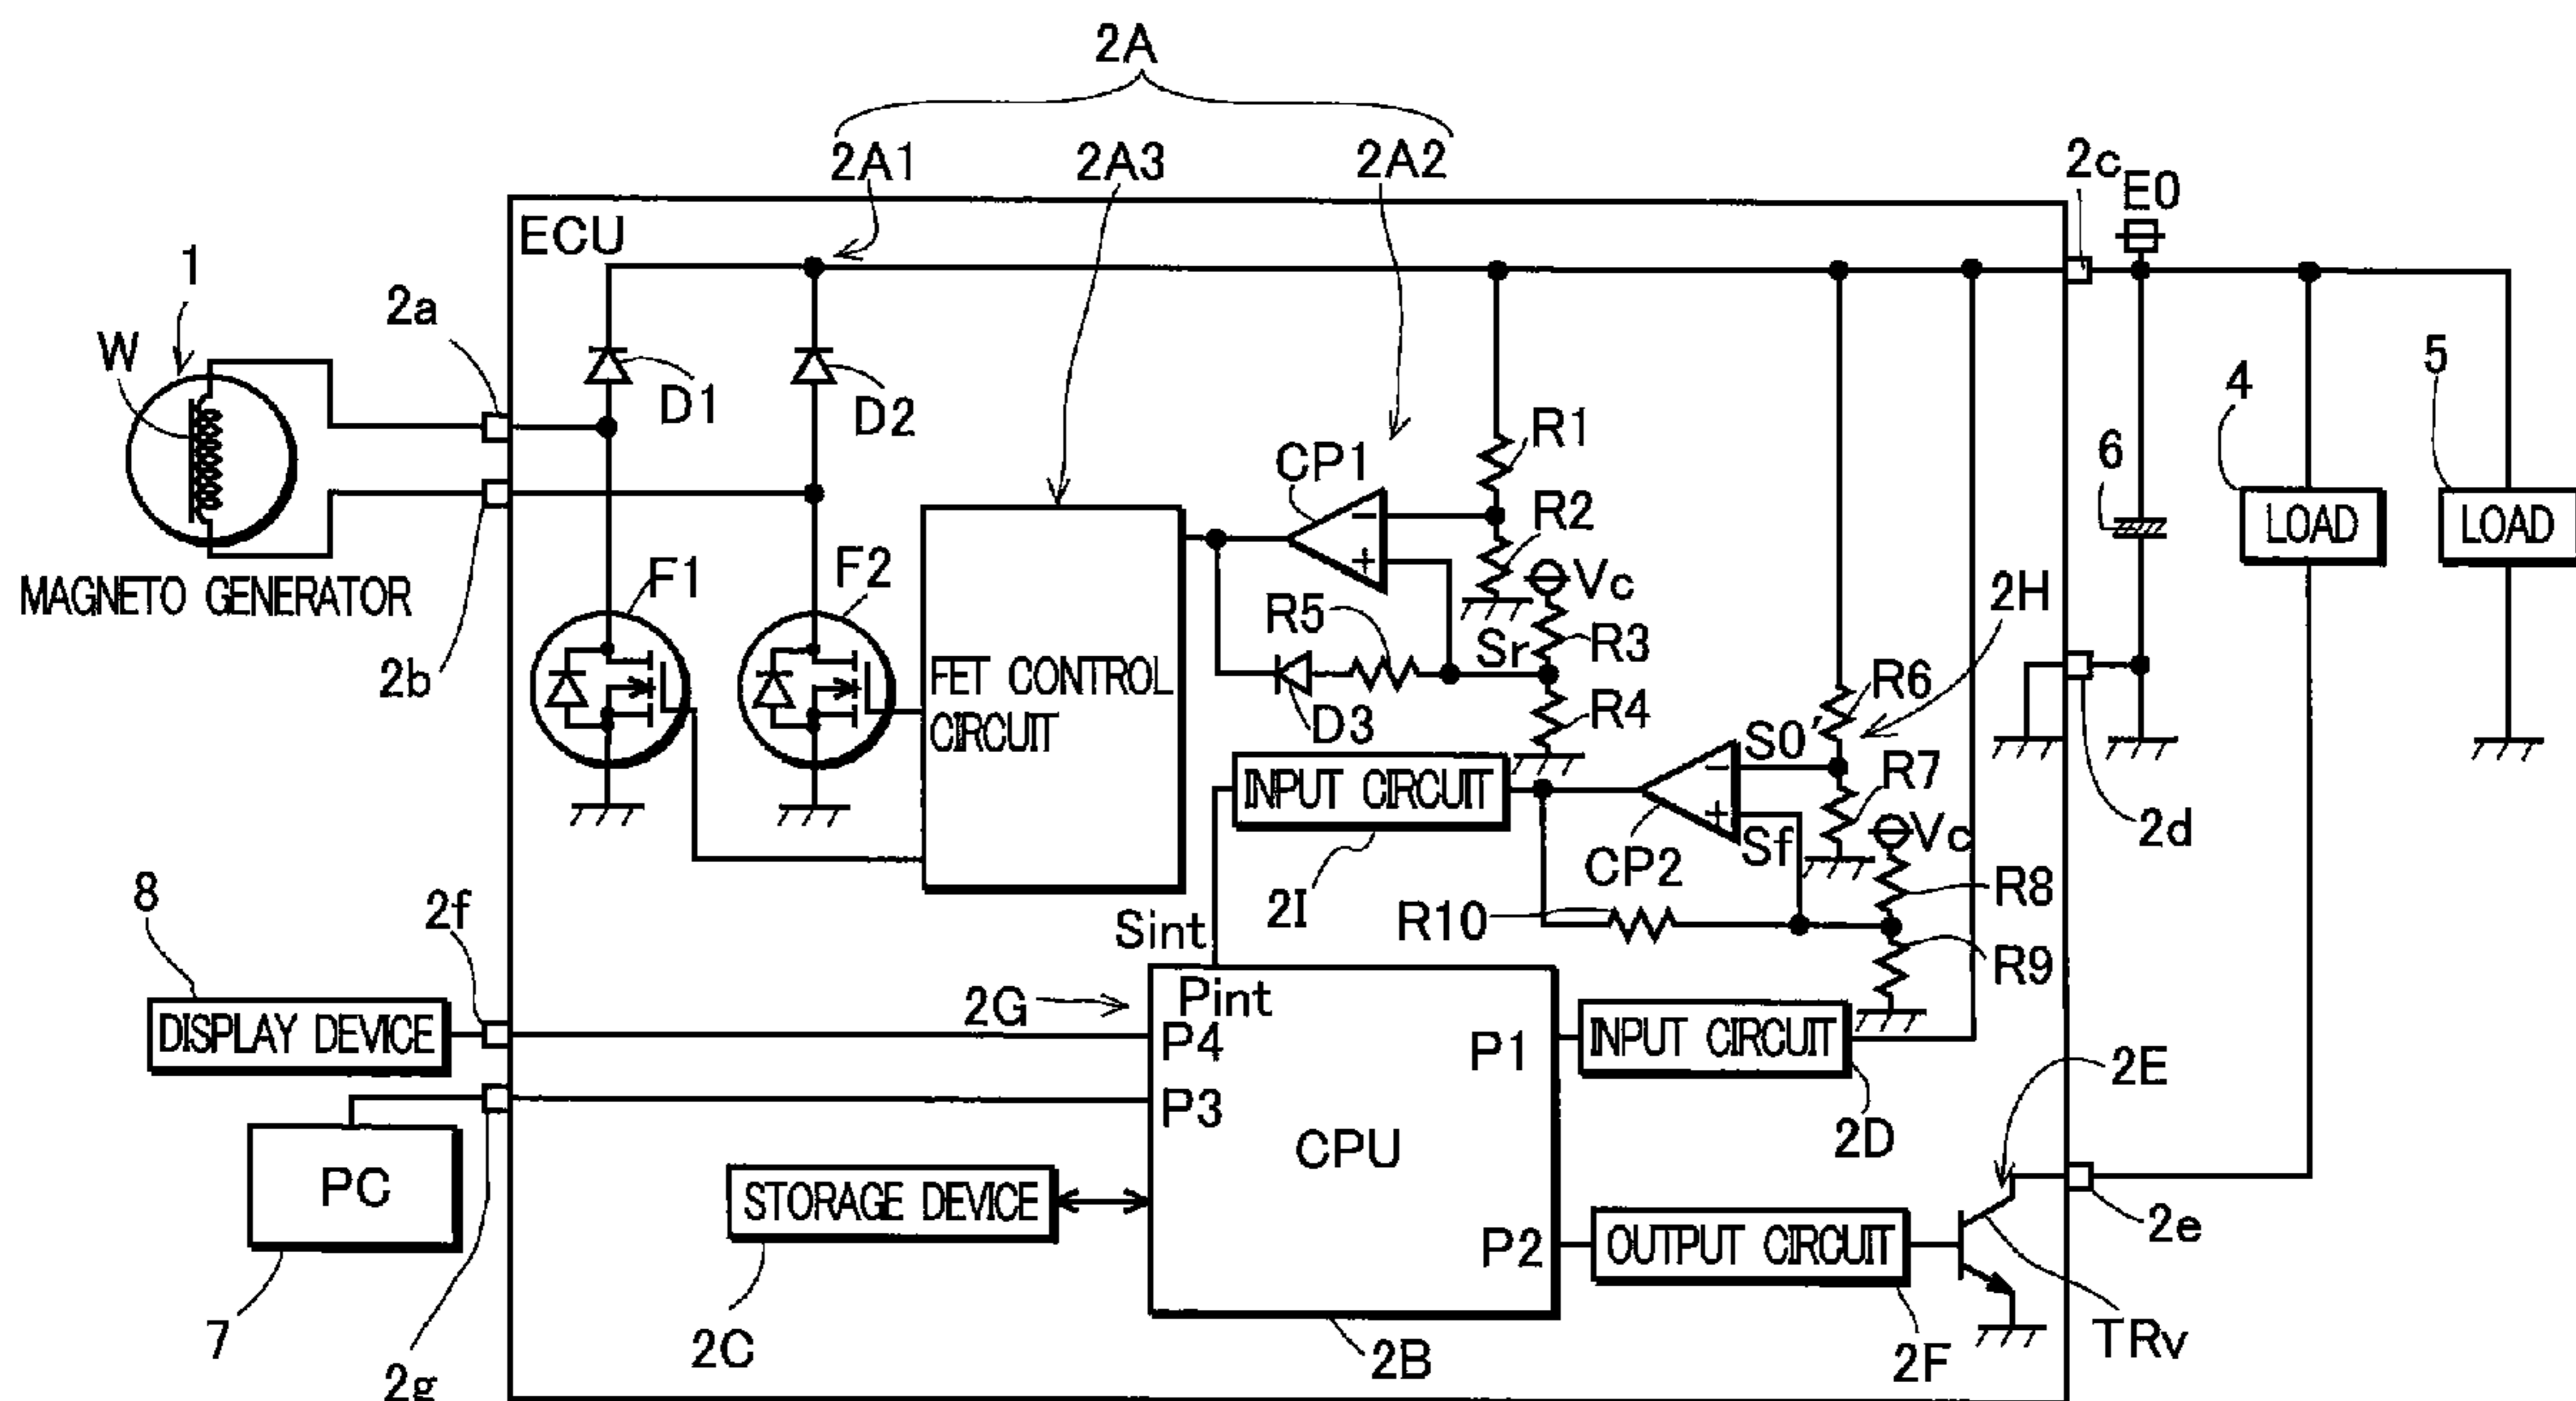 2A
2A1
2A3
2A2
2c
E0
ECU
1
2a
W
D1
D2
R1
CP1
−
+
R2
Vc
4
5
6
LOAD
LOAD
MAGNETO GENERATOR
2b
F1
F2
FET CONTROL
CIRCUIT
R5
Sr
R3
D3
R4
2H
R6
S0'
−
+
R7
Sf
Vc
2d
INPUT CIRCUIT
CP2
2I
R10
R8
R9
8
2f
Sint
DISPLAY DEVICE
2G
Pint
P4
P1
INPUT CIRCUIT
2E
P3
2D
PC
CPU
STORAGE DEVICE
P2
OUTPUT CIRCUIT
2e
7
2g
2C
2B
2F
TRv